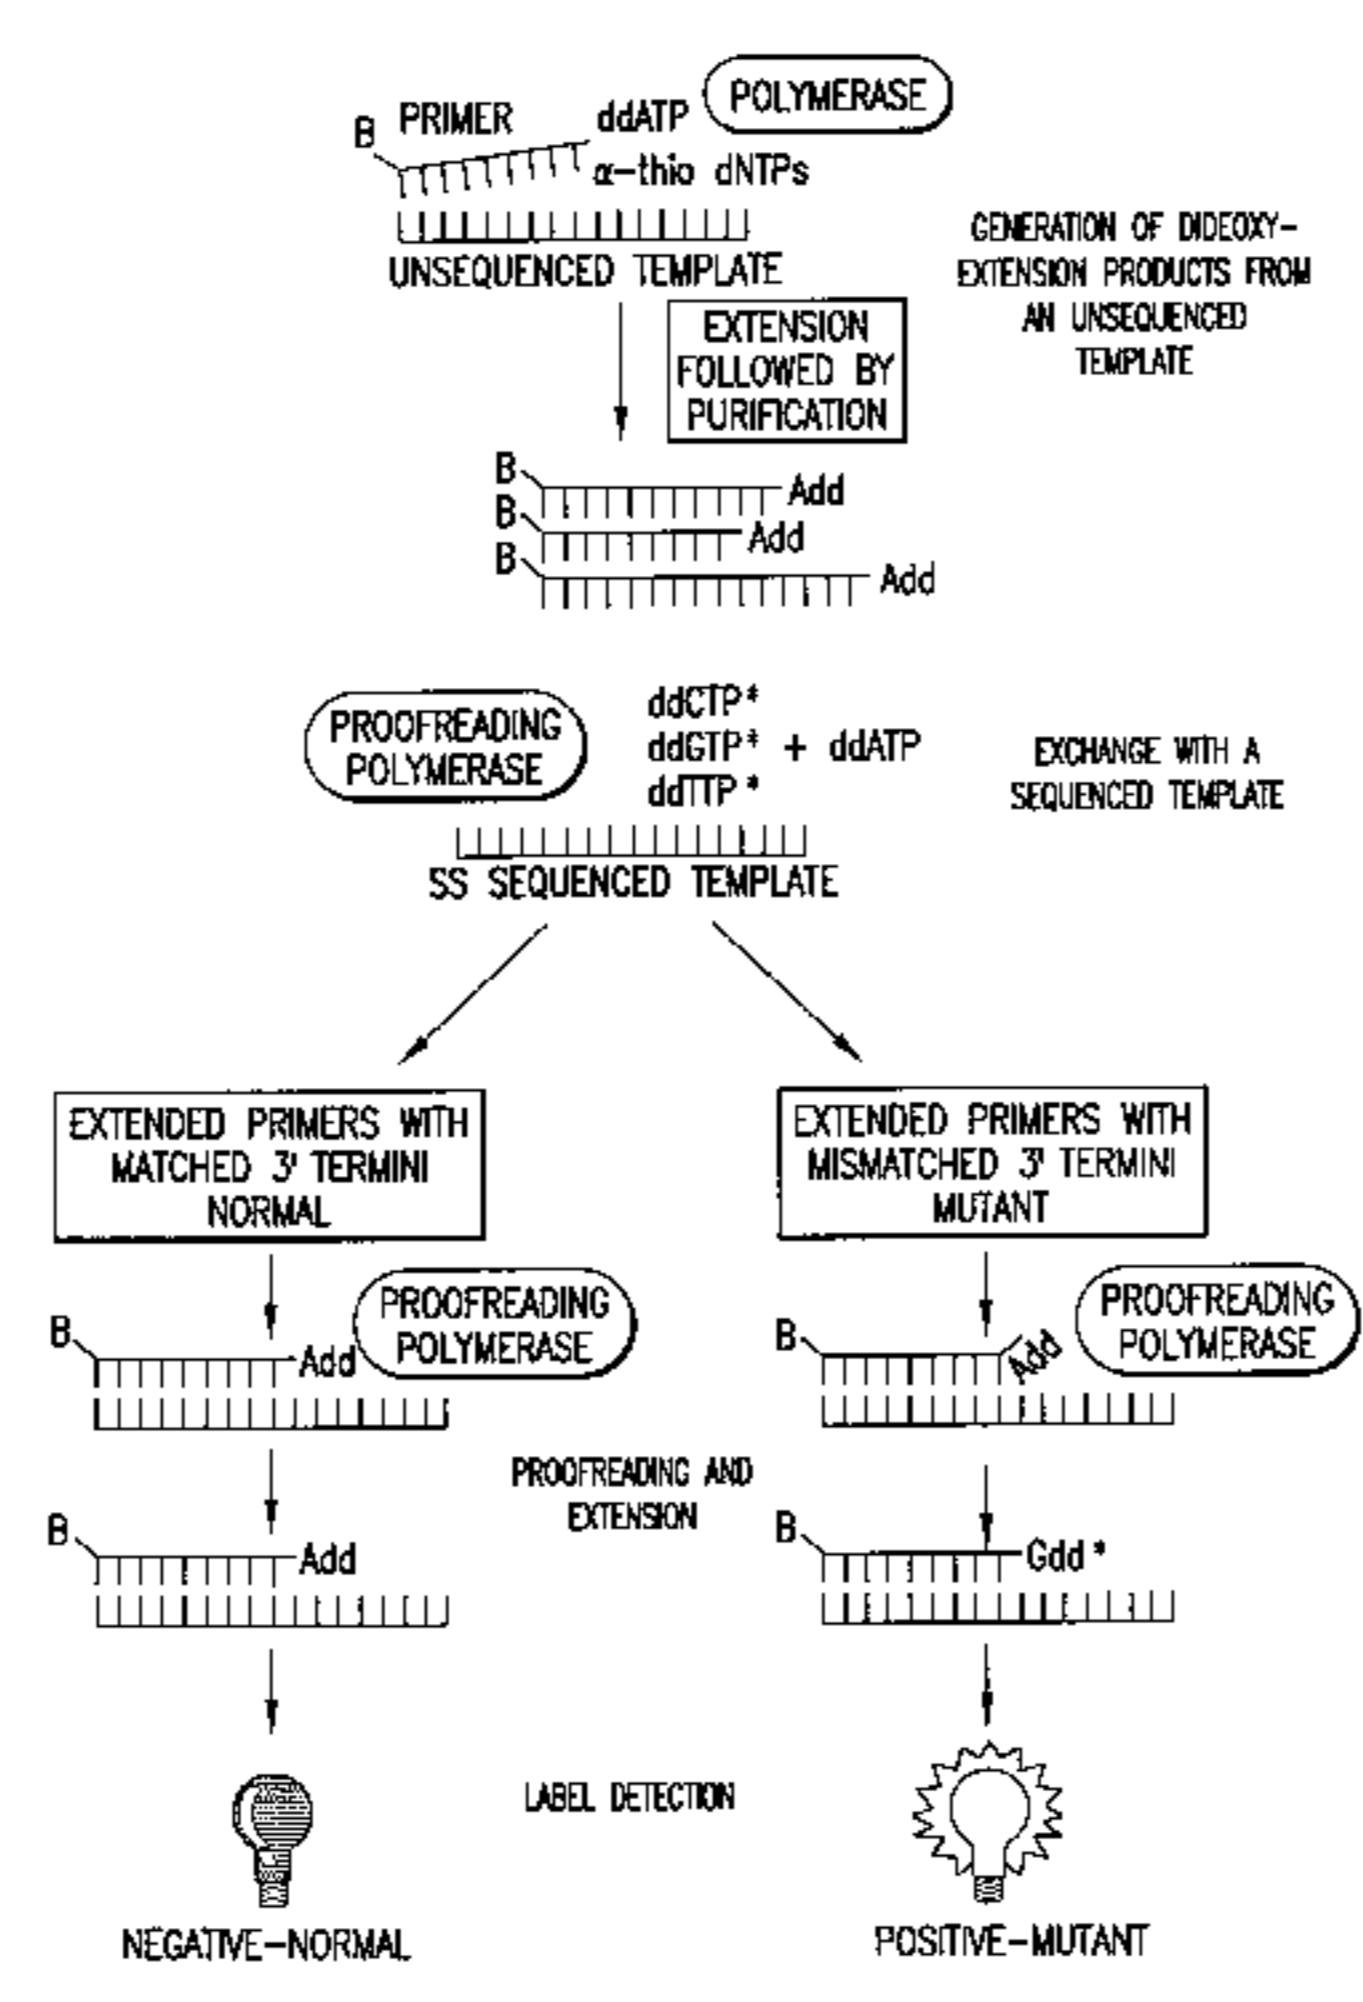 B PRIMER ddATP POLYMERASE
α-thio dNTPs
UNSEQUENCED TEMPLATE
GENERATION OF DIDEOXY-
EXTENSION PRODUCTS FROM
AN UNSEQUENCED
TEMPLATE
EXTENSION
FOLLOWED BY
PURIFICATION
B Add
B Add
B Add
PROOFREADING
POLYMERASE
ddCTP*
ddGTP* + ddATP
ddTTP*
EXCHANGE WITH A
SEQUENCED TEMPLATE
SS SEQUENCED TEMPLATE
EXTENDED PRIMERS WITH
MATCHED 3' TERMINI
NORMAL
EXTENDED PRIMERS WITH
MISMATCHED 3' TERMINI
MUTANT
PROOFREADING
POLYMERASE
B Add
PROOFREADING
POLYMERASE
B Add
PROOFREADING AND
EXTENSION
B Add
B Gdd*
LABEL DETECTION
NEGATIVE-NORMAL
POSITIVE-MUTANT